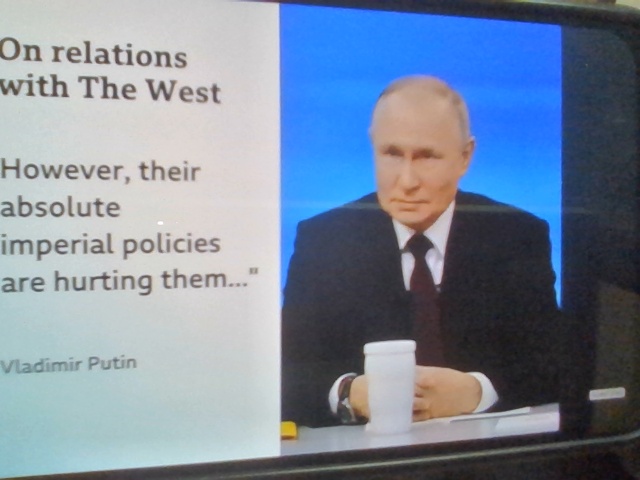 On relations
with The West
However, their
absolute
imperial policies
are hurting them..."
Vladimir Putin